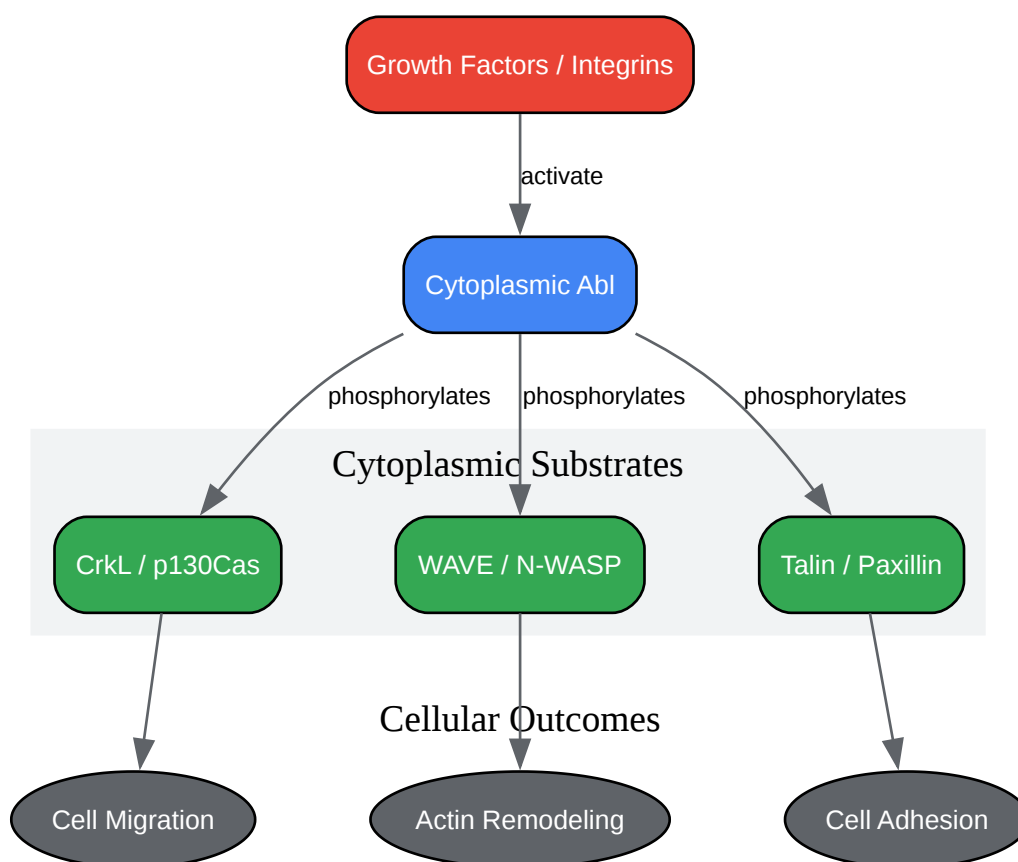 Growth Factors / Integrins
activate
Cytoplasmic Abl
phosphorylates
phosphorylates
phosphorylates
Cytoplasmic Substrates
CrkL / p130Cas
WAVE / N-WASP
Talin / Paxillin
Cellular Outcomes
Cell Migration
Actin Remodeling
Cell Adhesion